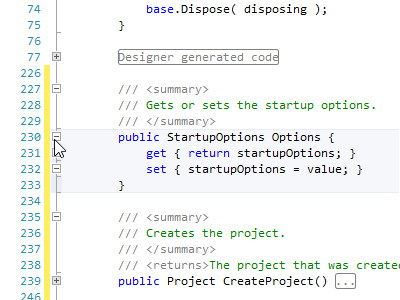 74 base.Dispose( disposing );
75 }
76
77 Designer generated code
226
227 /// <summary>
228 /// Gets or sets the startup options.
229 /// </summary>
230 public StartupOptions Options {
231 get { return startupOptions; }
232 set { startupOptions = value; }
233 }
234
235 /// <summary>
236 /// Creates the project.
237 /// </summary>
238 /// <returns>The project that was created
239 public Project CreateProject() ...
246